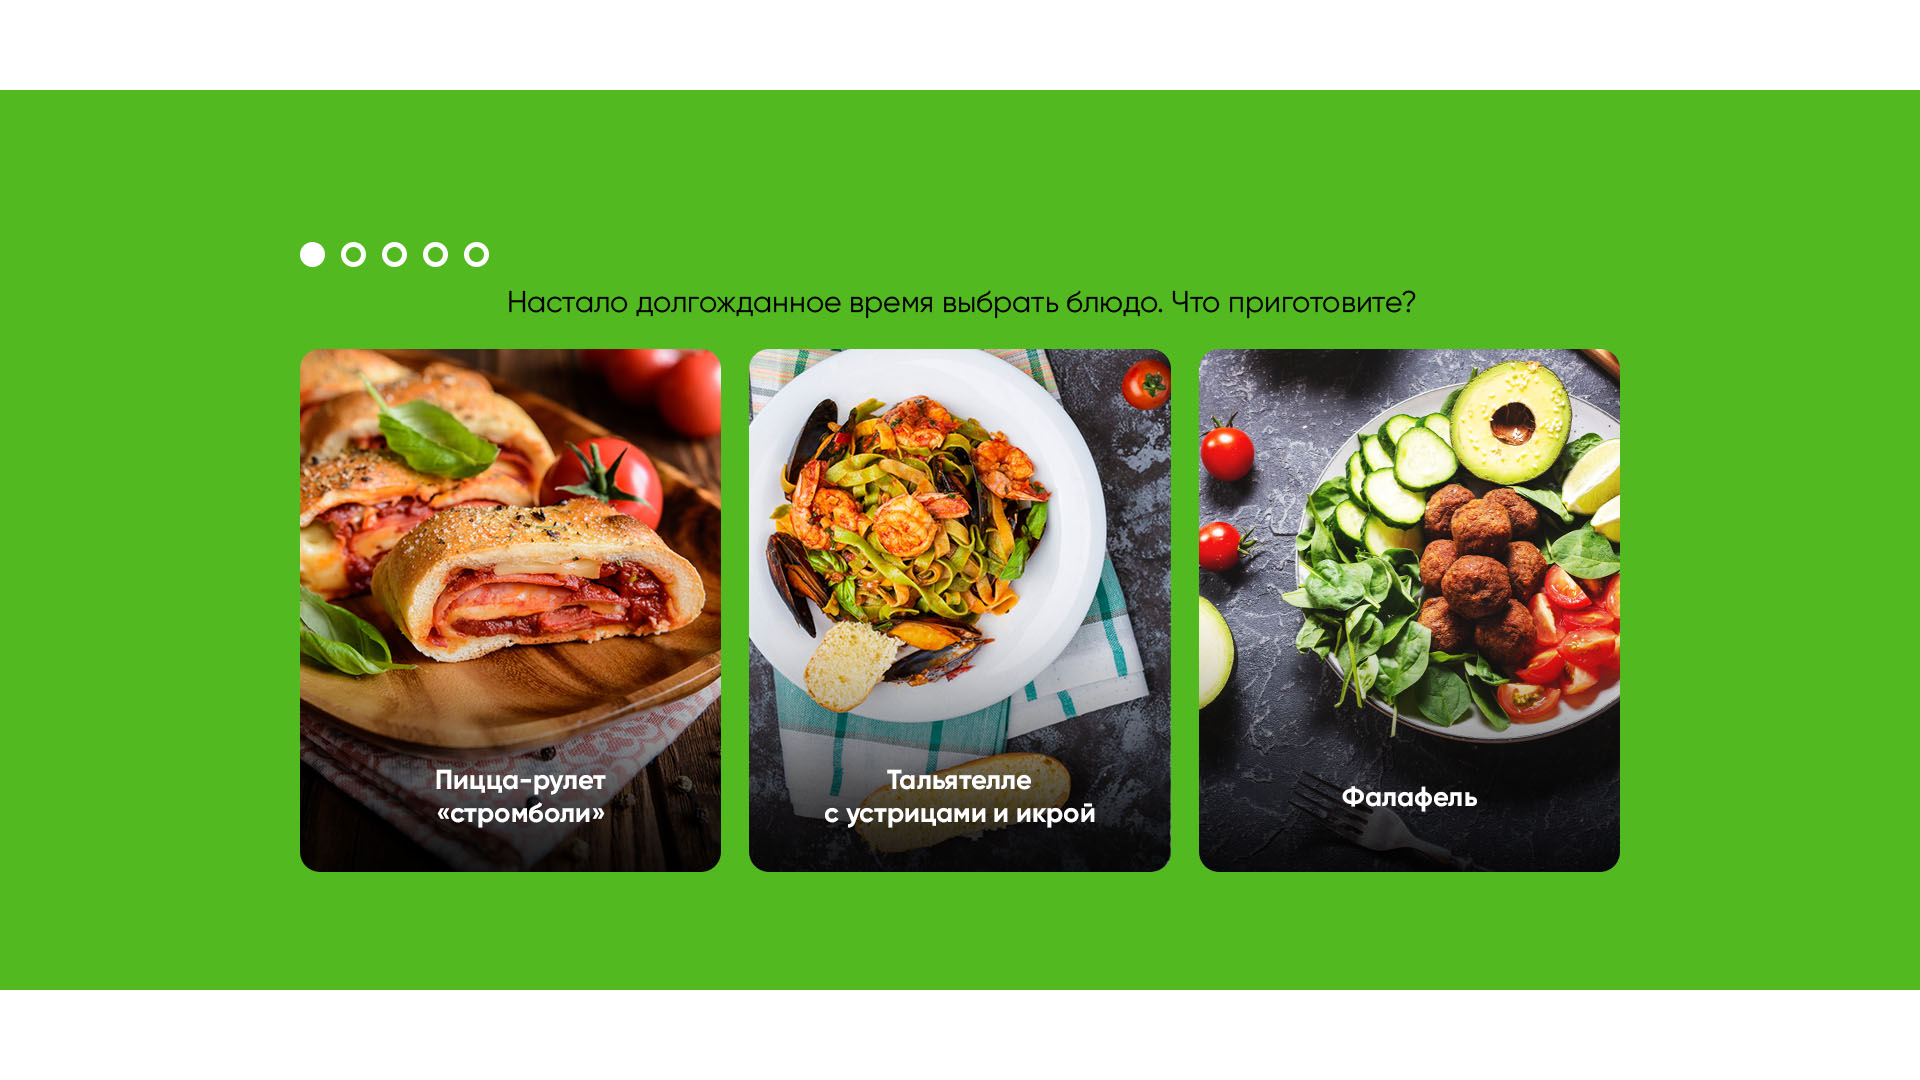 Настало долгожданное время выбрать блюдо. Что приготовите?
Пицца-рулет
«стромболи»
Тальятелле
с устрицами и икрой
Фалафель